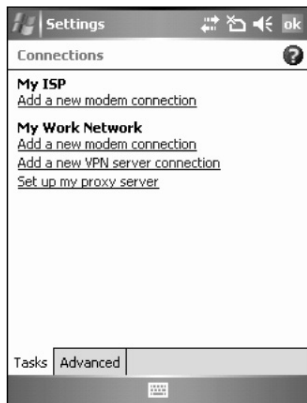 Settings
ok
Connections
?
My ISP
Add a new modem connection
My Work Network
Add a new modem connection
Add a new VPN server connection
Set up my proxy server
Tasks Advanced